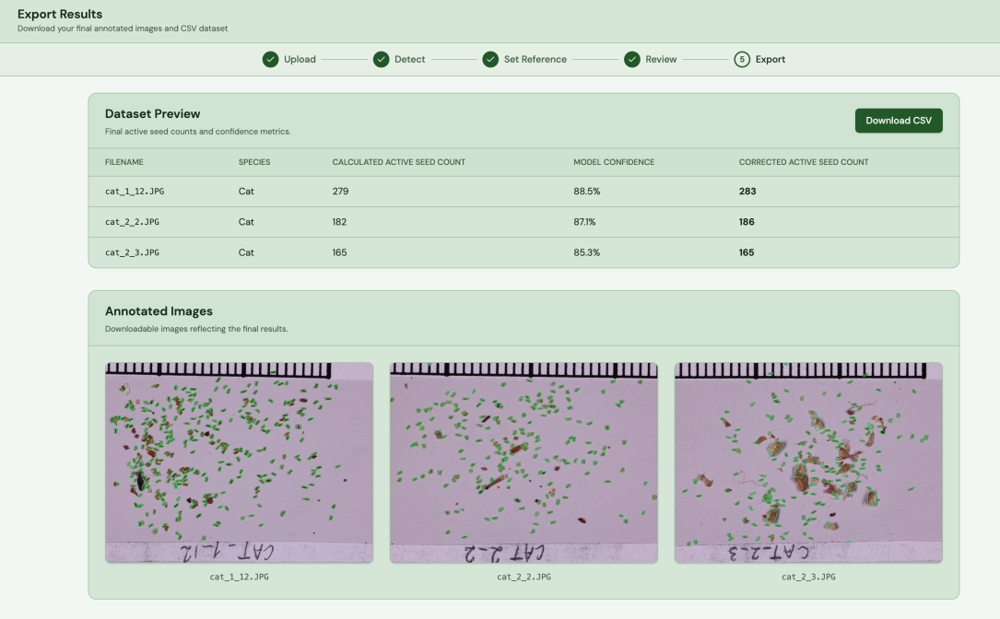 Export Results
Download your final annotated images and CSV dataset
Upload
Detect
Set Reference
Review
5 Export
Dataset Preview
Final active seed counts and confidence metrics.
Download CSV
FILENAME SPECIES CALCULATED ACTIVE SEED COUNT MODEL CONFIDENCE CORRECTED ACTIVE SEED COUNT
cat_1_12.JPG Cat 279 88.5% 283
cat_2_2.JPG Cat 182 87.1% 186
cat_2_3.JPG Cat 165 85.3% 165
Annotated Images
Downloadable images reflecting the final results.
CAT-1-12
CAT-2-2
CAT-2-3
cat_1_12.JPG
cat_2_2.JPG
cat_2_3.JPG